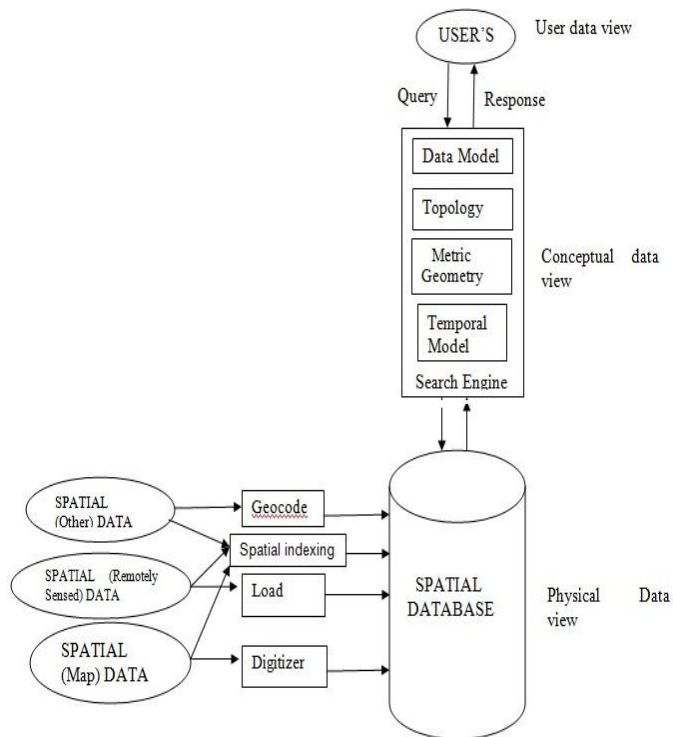 USER'S
User data view
Query
Response
Data Model
Topology
Metric
Geometry
Conceptual data
view
Temporal
Model
Search Engine
SPATIAL
(Other) DATA
Geocode
Spatial indexing
SPATIAL (Remotely
Sensed) DATA
Load
SPATIAL
DATABASE
Physical Data
view
SPATIAL
(Map) DATA
Digitizer